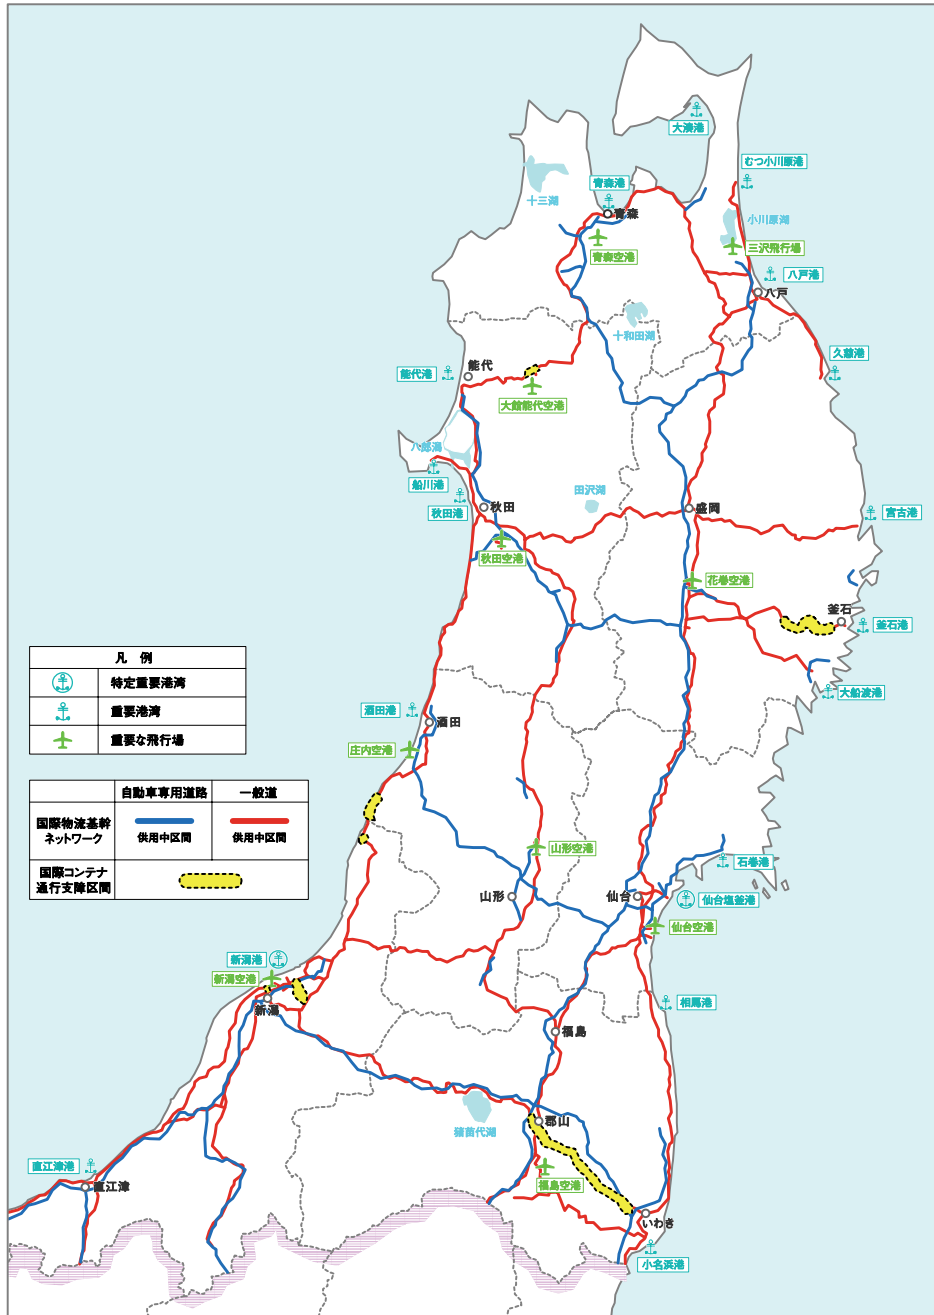 大湊港
むつ小川原港
青森港
十三湖
青森
小川原湖
青森空港
三沢飛行場
八戸港
八戸
十和田湖
久慈港
能代
能代港
大館能代空港
八郎潟
船川港
田沢湖
秋田港
秋田
盛岡
宮古港
秋田空港
花巻空港
釜石
釜石港
大船渡港
凡 例
特定重要港湾
重要港湾
重要な飛行場
酒田港
酒田
庄内空港
自動車専用道路
一般道
国際物流基幹
ネットワーク
供用中区間
供用中区間
国際コンテナ
通行支障区間
山形空港
石巻港
山形
仙台
仙台塩釜港
仙台空港
新潟港
新潟空港
新潟
相馬港
福島
猪苗代湖
郡山
福島空港
直江津港
直江津
いわき
小名浜港